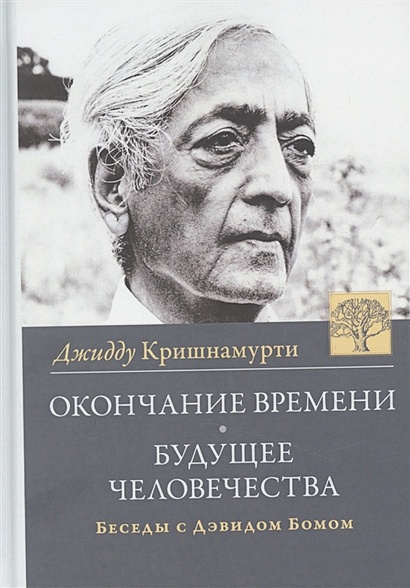 Джидду Кришнамурти
ОКОНЧАНИЕ ВРЕМЕНИ
•
БУДУЩЕЕ
ЧЕЛОВЕЧЕСТВА
БЕСЕДЫ С ДЭВИДОМ БОМОМ